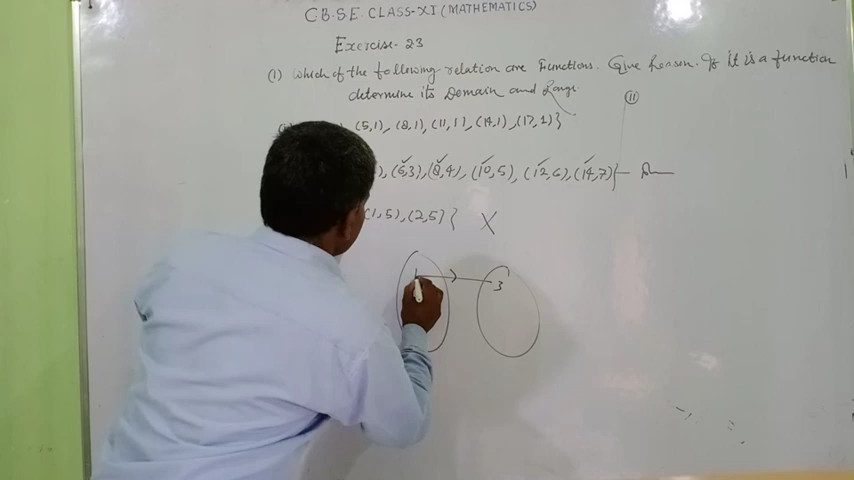 C.B.S.E CLASS-XI (MATHEMATICS)
Exercise- 23
(1) which of the following relation are Functions. Give Reason. If it is a function
determine its Domain and Range.
(ii)
(5,1), (8,1), (11,1), (14,1), (17,1)}
), (6,3), (8,4), (10,5), (12,6), (14,7)}
(1,5), (2,5)} X
1 3